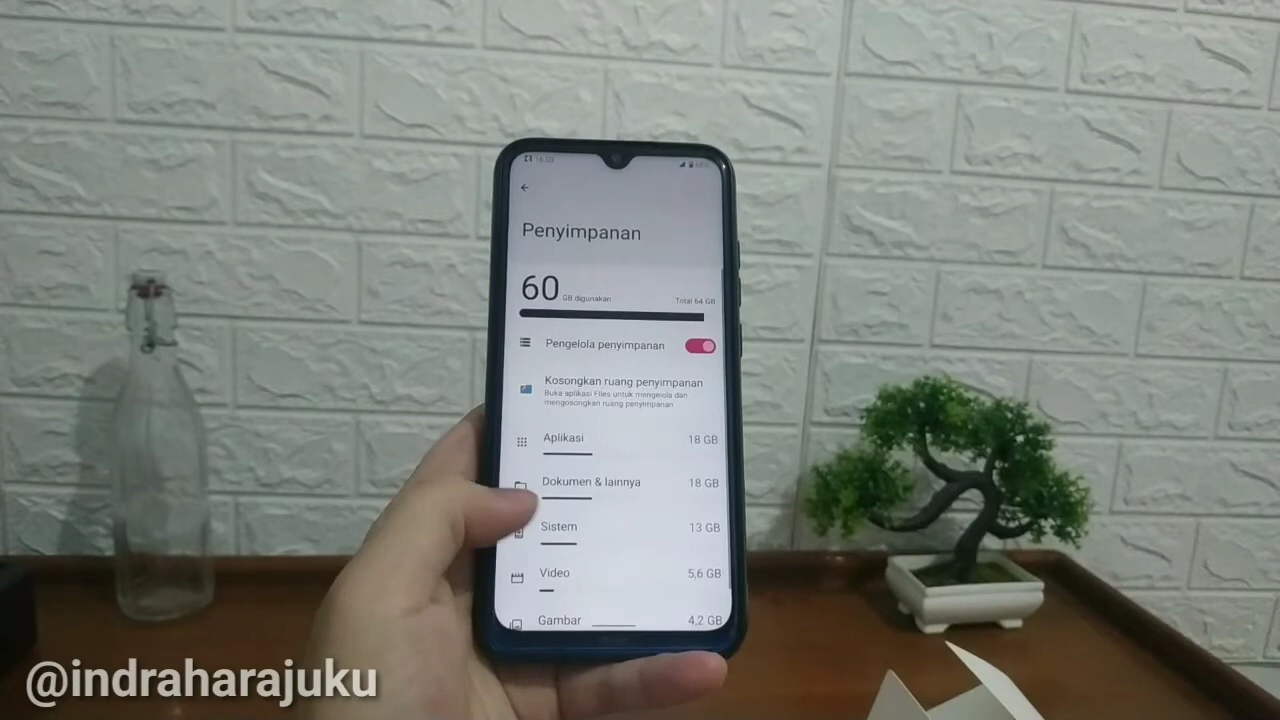 16:09
Penyimpanan
60 GB digunakan Total 64 GB
Pengelola penyimpanan
Kosongkan ruang penyimpanan
Buka aplikasi Files untuk mengelola dan
mengosongkan ruang penyimpanan
Aplikasi 18 GB
Dokumen & lainnya 18 GB
Sistem 13 GB
Video 5,6 GB
Gambar 4,2 GB
@indraharajuku